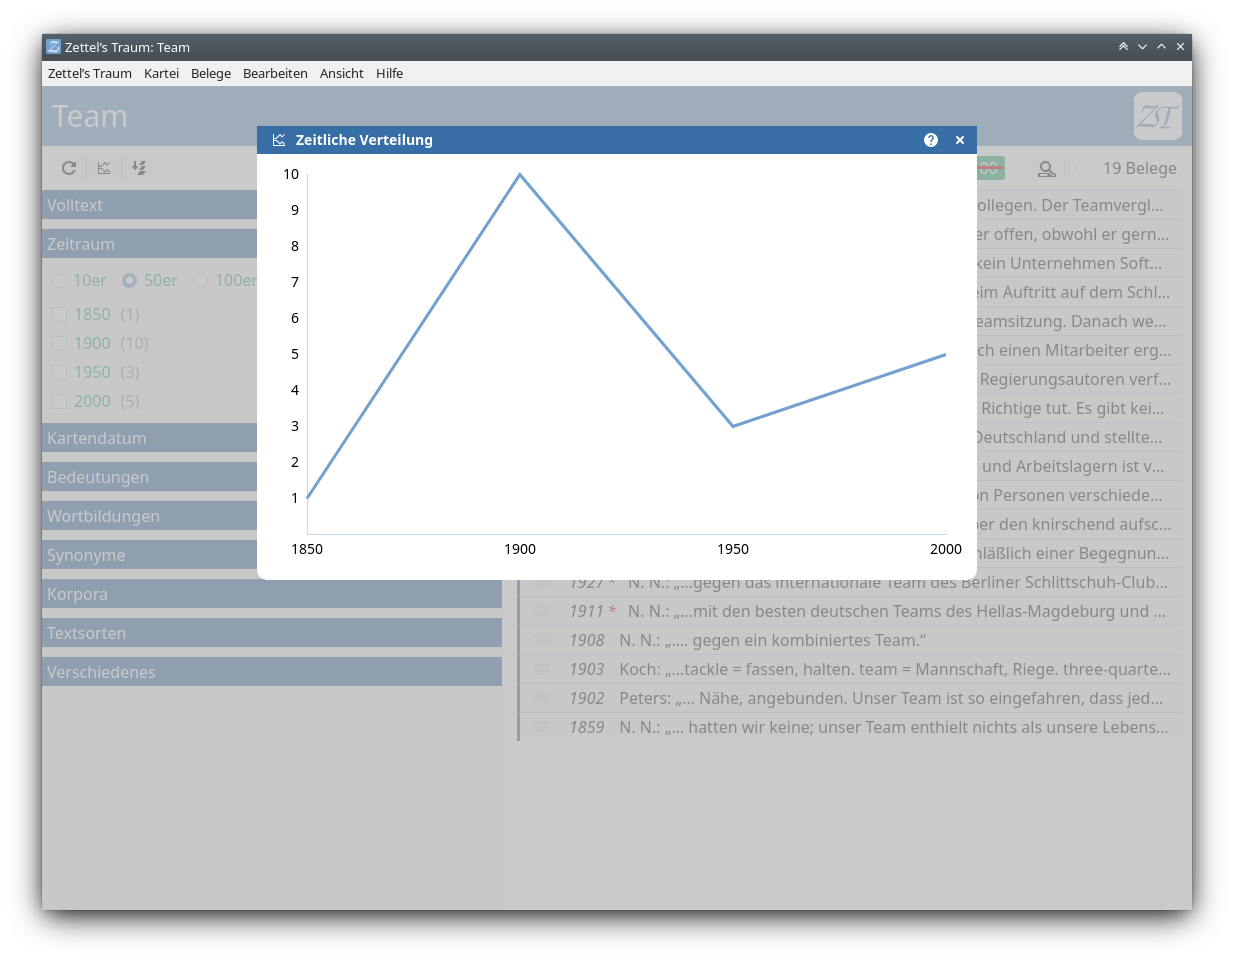 Zettel’s Traum: Team
Zettel’s Traum Kartei Belege Bearbeiten Ansicht Hilfe
Team
ZT
Zeitliche Verteilung
19 Belege
Volltext
Zeitraum
10er 50er 100er
1850 (1)
1900 (10)
1950 (3)
2000 (5)
Kartendatum
Bedeutungen
Wortbildungen
Synonyme
Korpora
Textsorten
Verschiedenes
10
9
8
7
6
5
4
3
2
1
1850 1900 1950 2000
ollegen. Der Teamvergl…
er offen, obwohl er gern…
kein Unternehmen Soft…
eim Auftritt auf dem Schl…
eamsitzung. Danach we…
ch einen Mitarbeiter erg…
Regierungsautoren verf…
Richtige tut. Es gibt kei…
Deutschland und stellte…
und Arbeitslagern ist v…
on Personen verschiede…
er den knirschend aufsc…
läßlich einer Begegnun…
1927 * N. N.: „…gegen das internationale Team des Berliner Schlittschuh-Club…
1911 * N. N.: „…mit den besten deutschen Teams des Hellas-Magdeburg und …
1908 N. N.: „…. gegen ein kombiniertes Team.“
1903 Koch: „…tackle = fassen, halten. team = Mannschaft, Riege. three-quarte…
1902 Peters: „… Nähe, angebunden. Unser Team ist so eingefahren, dass jed…
1859 N. N.: „… hatten wir keine; unser Team enthielt nichts als unsere Lebens…